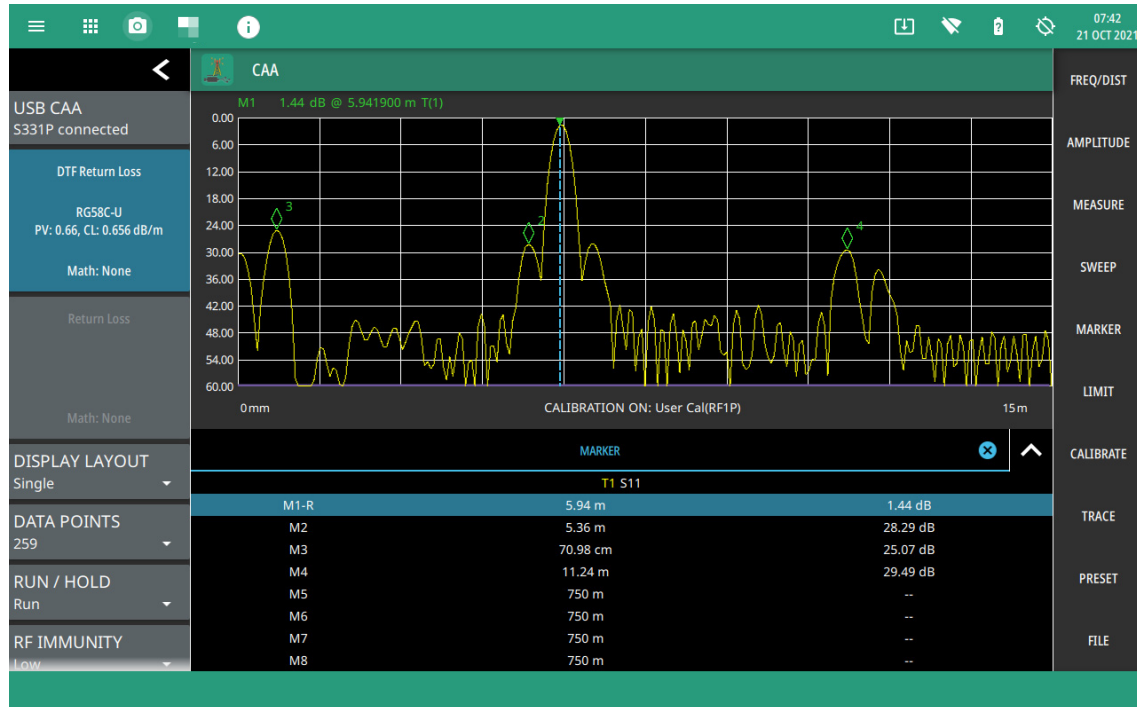 07:42
21 OCT 2021
CAA
USB CAA
S331P connected
DTF Return Loss
RG58C-U
PV: 0.66, CL: 0.656 dB/m
Math: None
Return Loss
Math: None
DISPLAY LAYOUT
Single
DATA POINTS
259
RUN / HOLD
Run
RF IMMUNITY
Low
M1 1.44 dB @ 5.941900 m T(1)
0.00
6.00
12.00
18.00
24.00
30.00
36.00
42.00
48.00
54.00
60.00
3
2
4
0mm CALIBRATION ON: User Cal(RF1P) 15m
MARKER
T1 S11
M1-R 5.94 m 1.44 dB
M2 5.36 m 28.29 dB
M3 70.98 cm 25.07 dB
M4 11.24 m 29.49 dB
M5 750 m --
M6 750 m --
M7 750 m --
M8 750 m --
FREQ/DIST
AMPLITUDE
MEASURE
SWEEP
MARKER
LIMIT
CALIBRATE
TRACE
PRESET
FILE